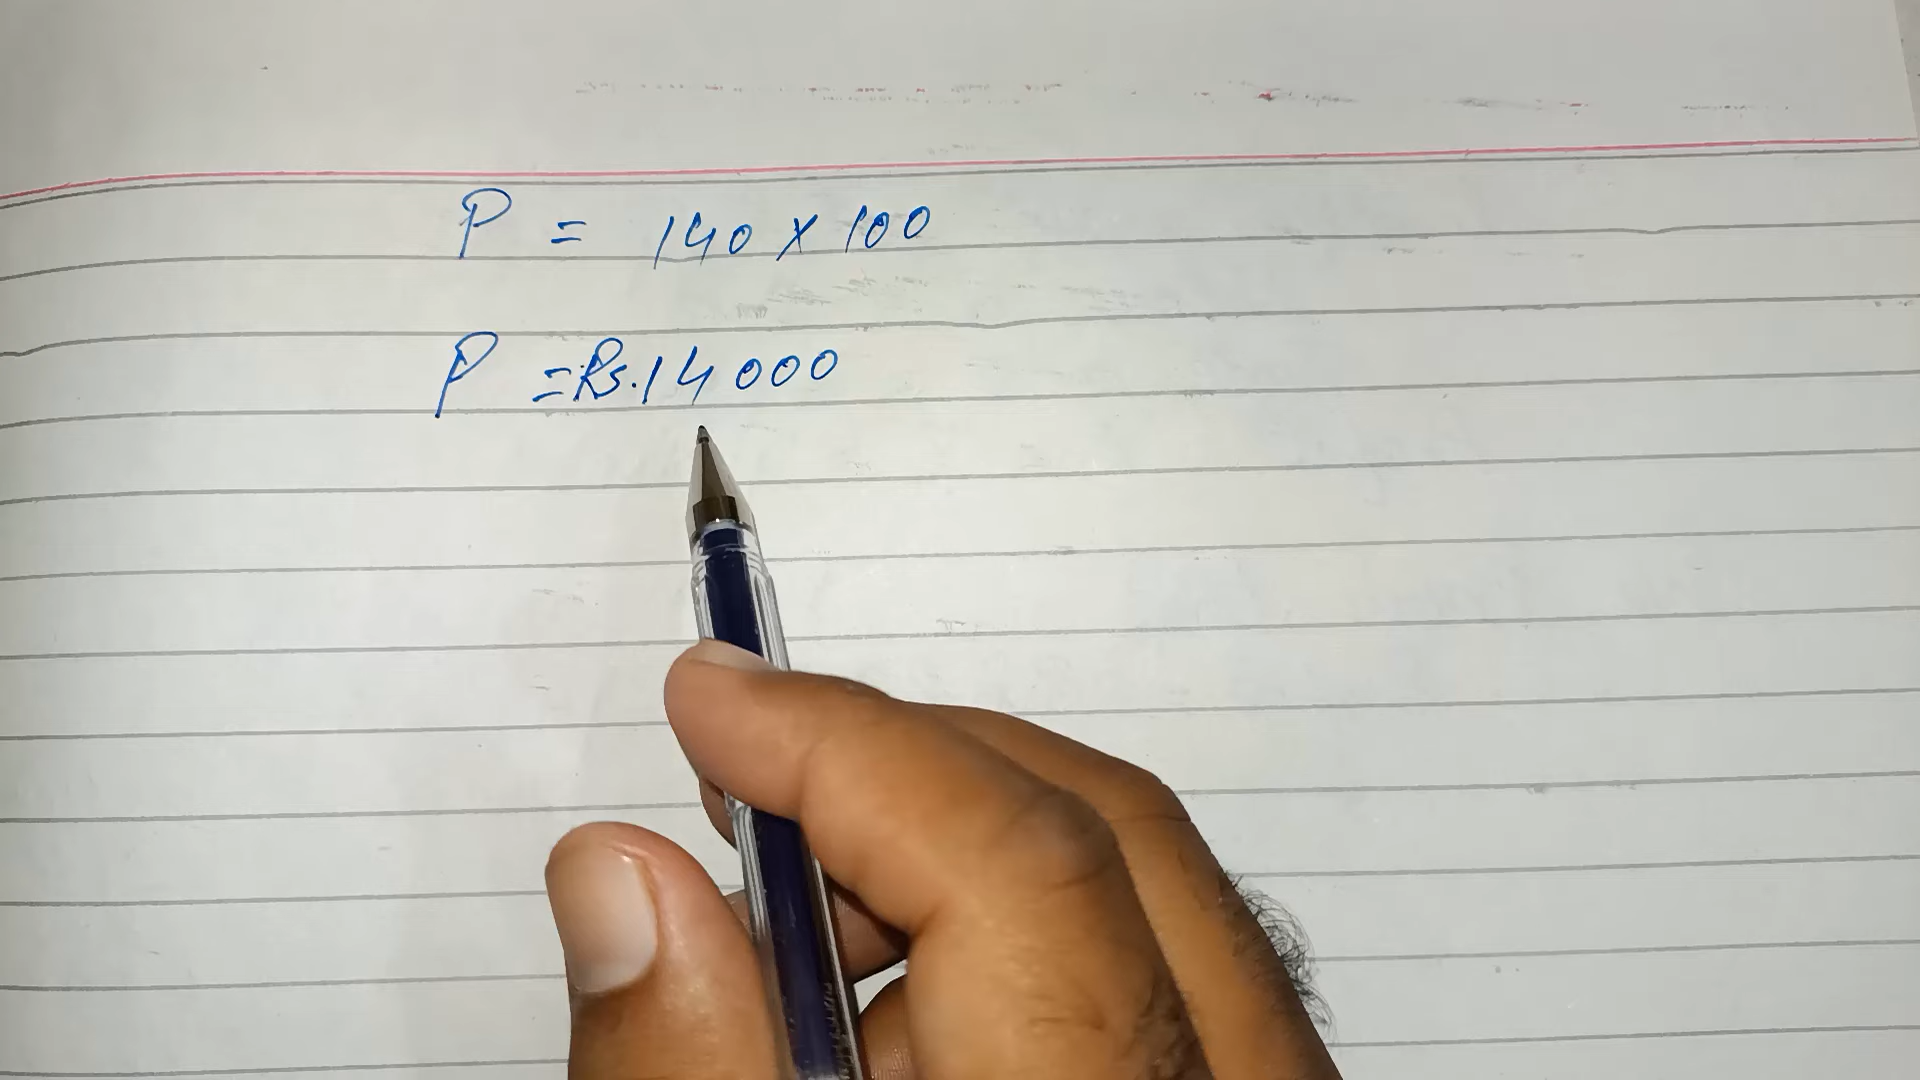 P = 140 x 100
P = Rs. 14000